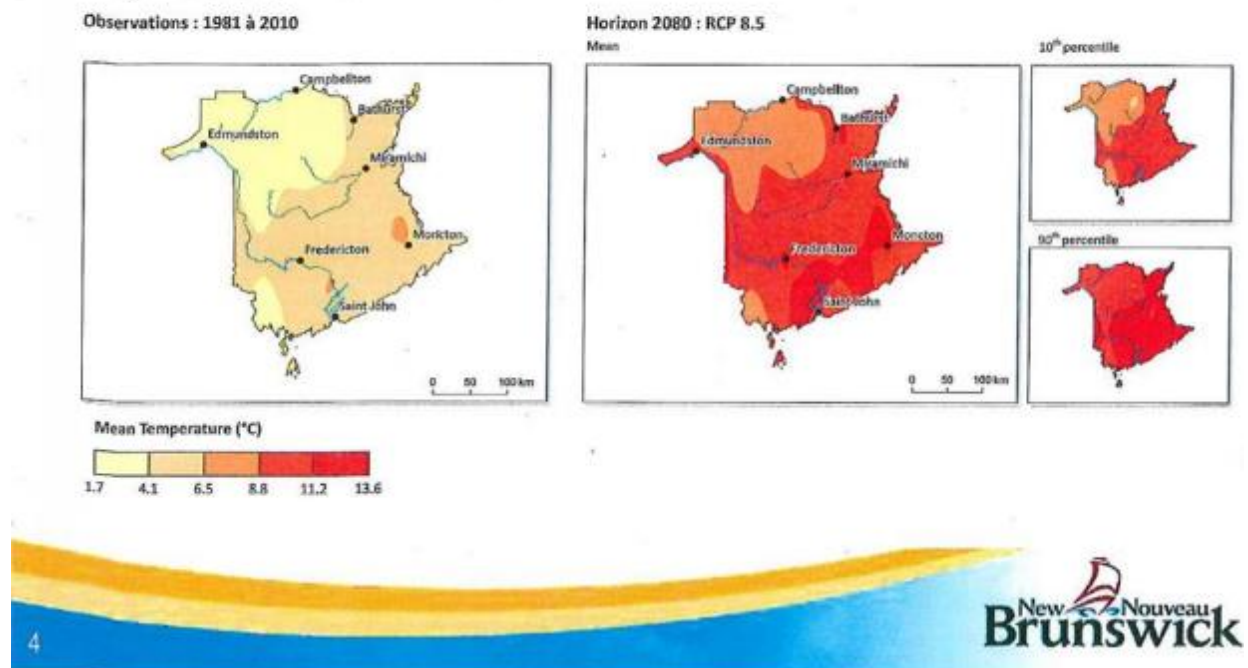 Observations : 1981 à 2010
Campbellton
Bathurst
Edmundston
Miramichi
Moncton
Fredericton
Saint John
0 50 100 km
Horizon 2080 : RCP 8.5
Mean
Campbellton
Bathurst
Edmundston
Miramichi
Moncton
Fredericton
Saint John
0 50 100 km
10th percentile
90th percentile
Mean Temperature (°C)
1.7 4.1 6.5 8.8 11.2 13.6
4
New Nouveau
Brunswick